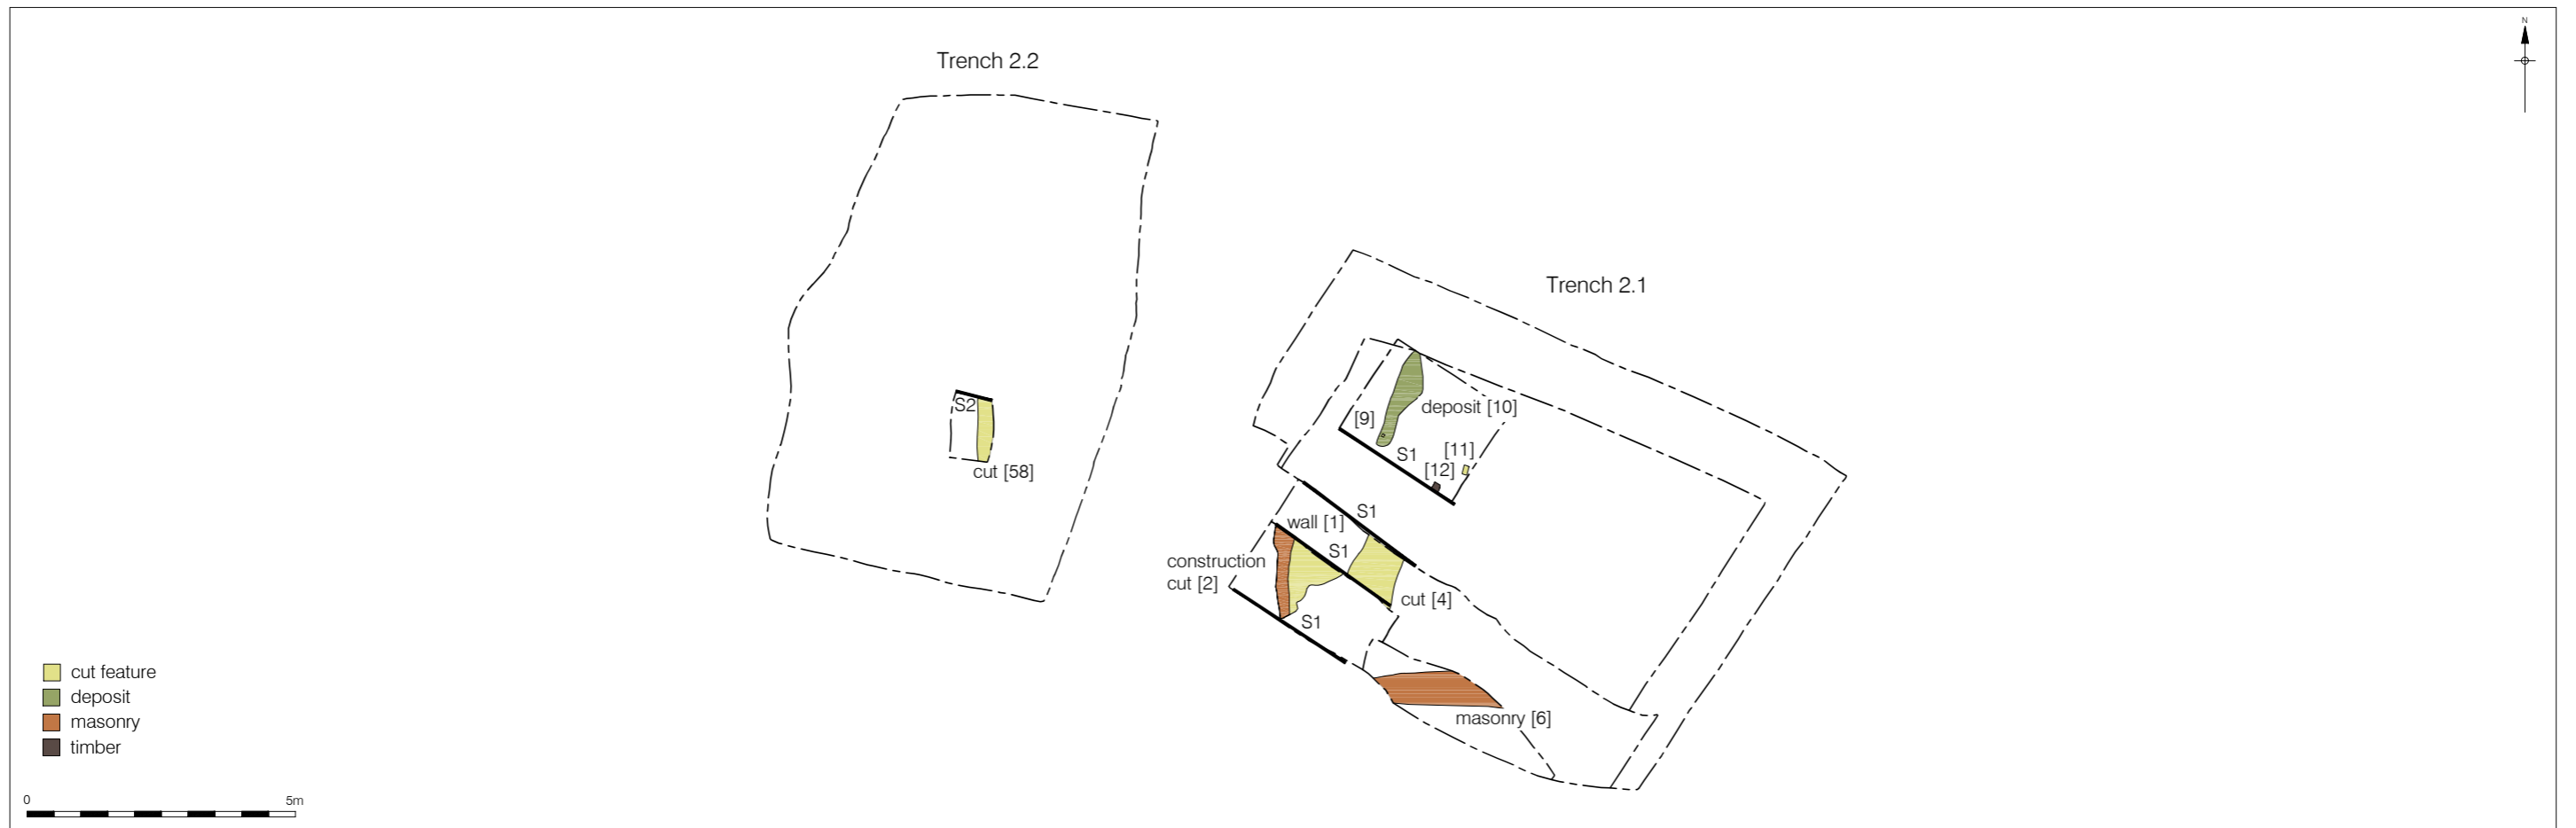 N
Trench 2.2
Trench 2.1
S2
cut [58]
deposit [10]
[9]
S1
[11]
[12]
S1
wall [1]
S1
construction
cut [2]
cut [4]
S1
masonry [6]
cut feature
deposit
masonry
timber
0 5m